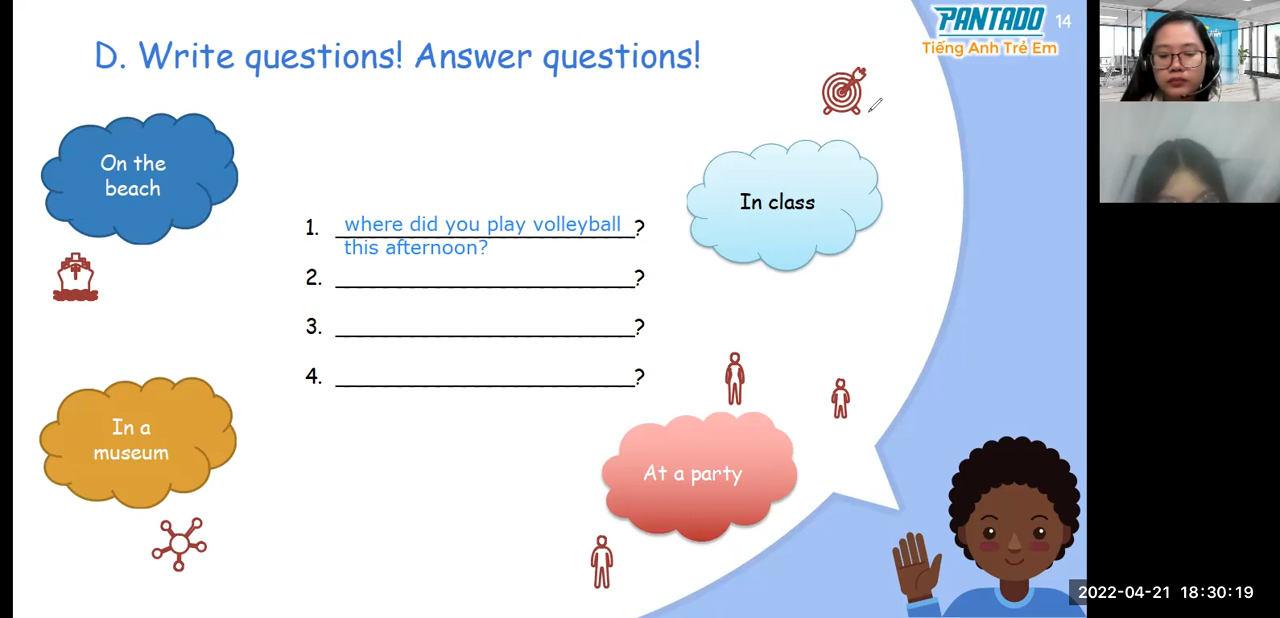 PANTADO
Tiếng Anh Trẻ Em
14
D. Write questions! Answer questions!
On the
beach
In class
1. where did you play volleyball ?
this afternoon?
2. ?
3. ?
4. ?
In a
museum
At a party
2022-04-21 18:30:19